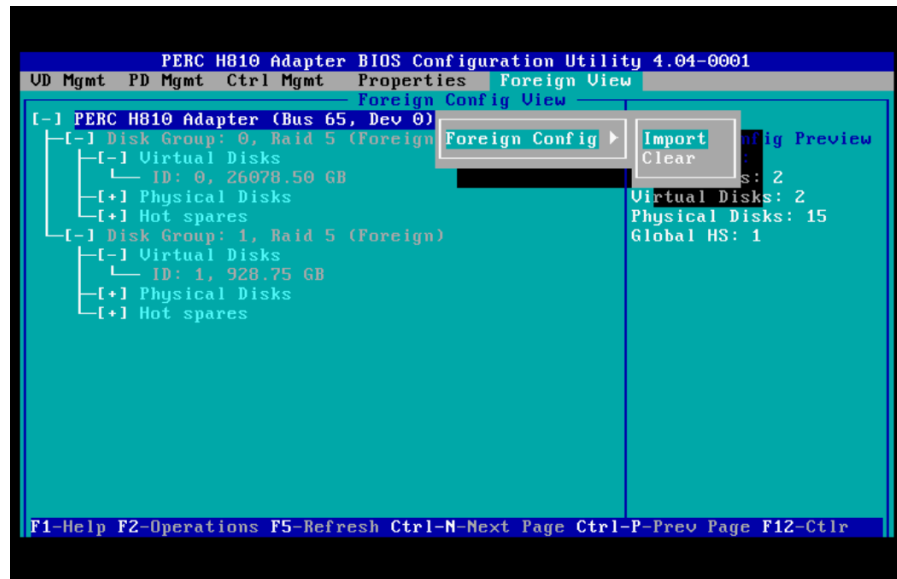 PERC H810 Adapter BIOS Configuration Utility 4.04-0001
VD Mgmt PD Mgmt Ctrl Mgmt Properties Foreign View
Foreign Config View
[-] PERC H810 Adapter (Bus 65, Dev 0)
[-] Disk Group: 0, Raid 5 (Foreign
Foreign Config
Import
Clear
ig Preview
[-] Virtual Disks
ID: 0, 26078.50 GB
s: 2
[+] Physical Disks
Virtual Disks: 2
[+] Hot spares
Physical Disks: 15
[-] Disk Group: 1, Raid 5 (Foreign)
Global HS: 1
[-] Virtual Disks
ID: 1, 928.75 GB
[+] Physical Disks
[+] Hot spares
F1-Help F2-Operations F5-Refresh Ctrl-N-Next Page Ctrl-P-Prev Page F12-Ctlr